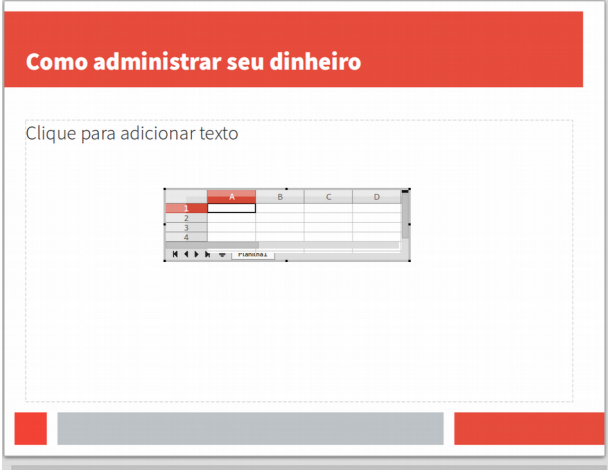 Como administrar seu dinheiro
Clique para adicionar texto
A B C D
1
2
3
4
Planilha1